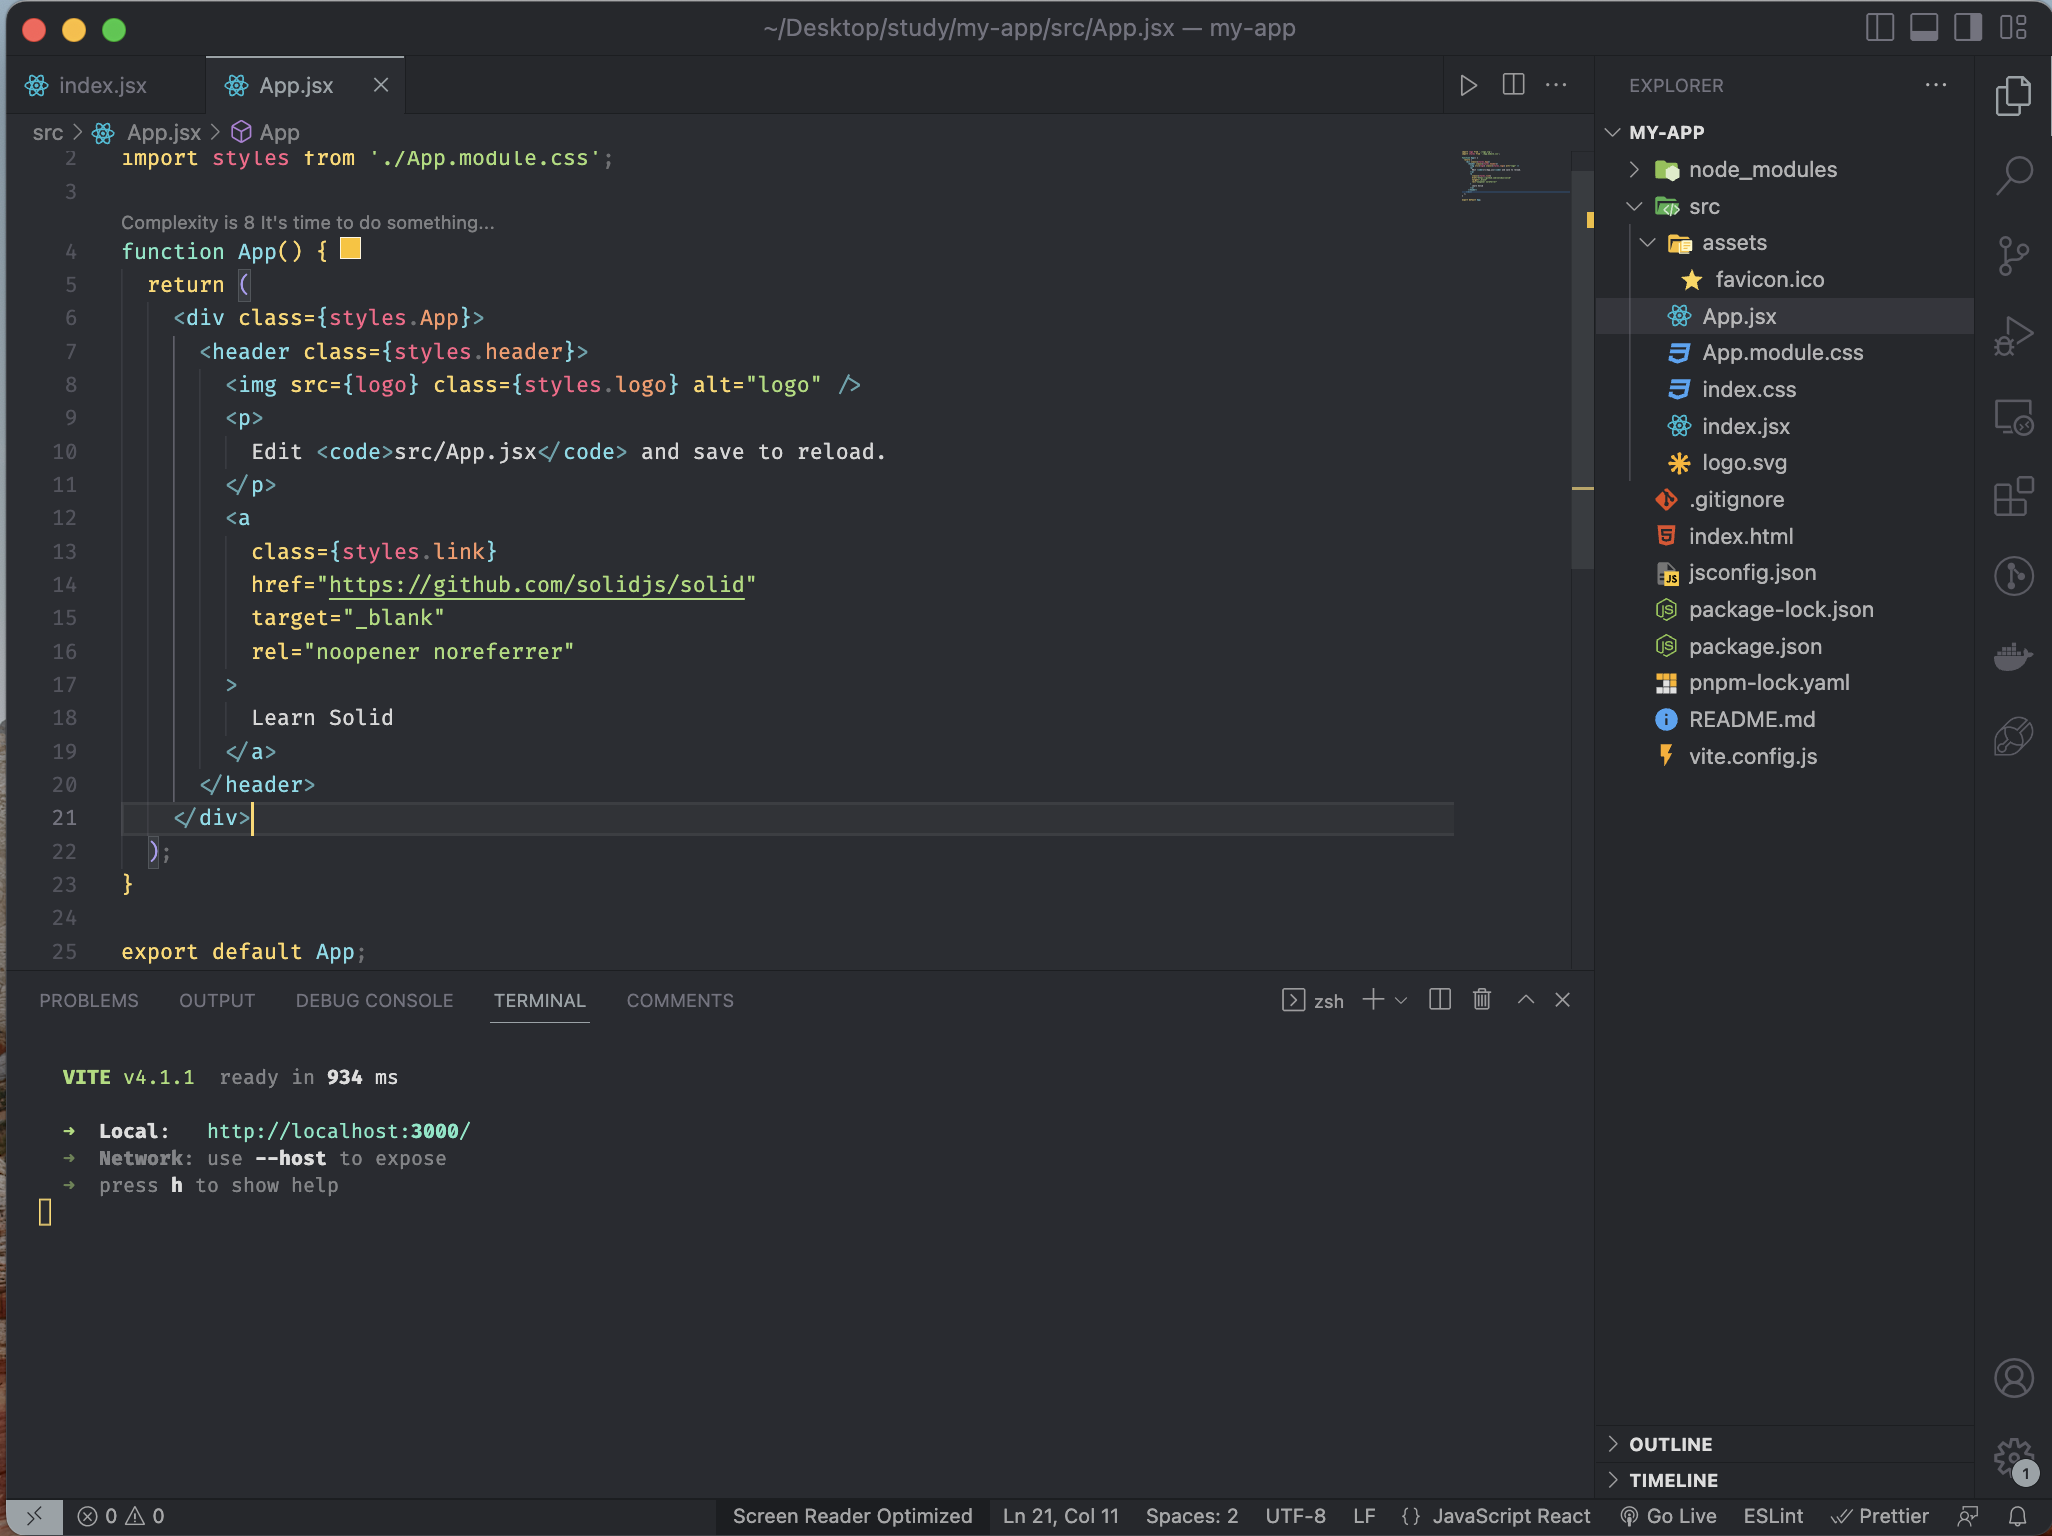 ~/Desktop/study/my-app/src/App.jsx — my-app
index.jsx
App.jsx
src > App.jsx > App
2 import styles from './App.module.css';
3
Complexity is 8 It's time to do something...
4 function App() {
5 return (
6 <div class={styles.App}>
7 <header class={styles.header}>
8 <img src={logo} class={styles.logo} alt="logo" />
9 <p>
10 Edit <code>src/App.jsx</code> and save to reload.
11 </p>
12 <a
13 class={styles.link}
14 href="https://github.com/solidjs/solid"
15 target="_blank"
16 rel="noopener noreferrer"
17 >
18 Learn Solid
19 </a>
20 </header>
21 </div>
22 );
23 }
24
25 export default App;
PROBLEMS OUTPUT DEBUG CONSOLE TERMINAL COMMENTS
zsh
VITE v4.1.1 ready in 934 ms
➜ Local: http://localhost:3000/
➜ Network: use --host to expose
➜ press h to show help
EXPLORER
MY-APP
node_modules
src
assets
favicon.ico
App.jsx
App.module.css
index.css
index.jsx
logo.svg
.gitignore
index.html
jsconfig.json
package-lock.json
package.json
pnpm-lock.yaml
README.md
vite.config.js
OUTLINE
TIMELINE
1
0 0 Screen Reader Optimized Ln 21, Col 11 Spaces: 2 UTF-8 LF {} JavaScript React Go Live ESLint Prettier